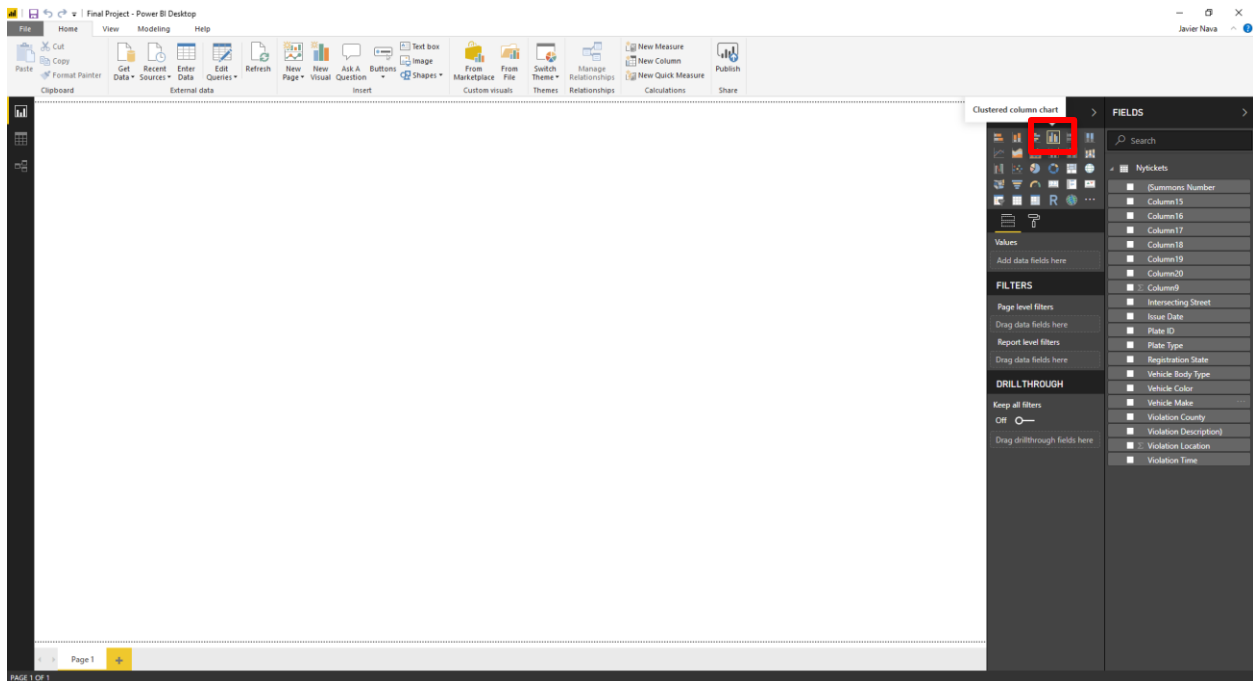 Final Project - Power BI Desktop
Javier Nava
File Home View Modeling Help
Paste
Cut
Copy
Format Painter
Clipboard
Get Data
Recent Sources
Enter Data
Edit Queries
Refresh
External data
New Page
New Visual
Ask A Question
Buttons
Text box
Image
Shapes
Insert
From Marketplace
From File
Custom visuals
Switch Theme
Themes
Manage Relationships
Relationships
New Measure
New Column
New Quick Measure
Calculations
Publish
Share
Clustered column chart
R
Values
Add data fields here
FILTERS
Page level filters
Drag data fields here
Report level filters
Drag data fields here
DRILLTHROUGH
Keep all filters
Off
Drag drillthrough fields here
FIELDS
Search
Nytickets
(Summons Number
Column15
Column16
Column17
Column18
Column19
Column20
Σ Column9
Intersecting Street
Issue Date
Plate ID
Plate Type
Registration State
Vehicle Body Type
Vehicle Color
Vehicle Make
Violation County
Violation Description)
Σ Violation Location
Violation Time
Page 1
PAGE 1 OF 1